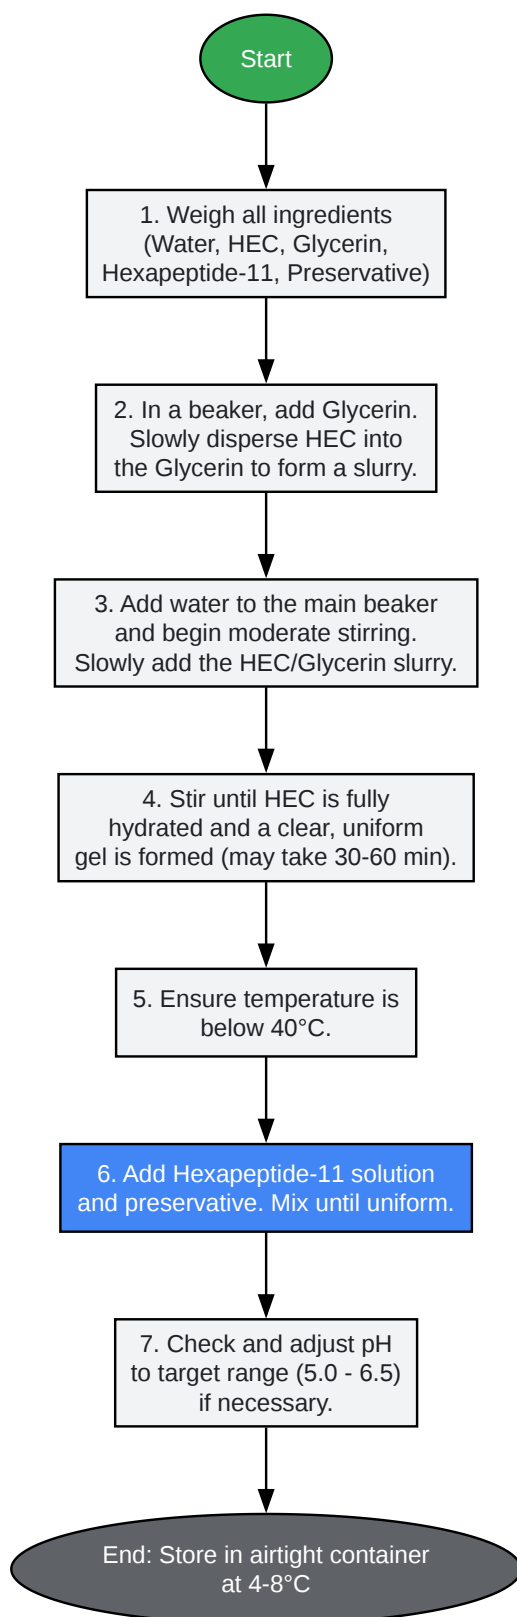 Start
1. Weigh all ingredients
(Water, HEC, Glycerin,
Hexapeptide-11, Preservative)
2. In a beaker, add Glycerin.
Slowly disperse HEC into
the Glycerin to form a slurry.
3. Add water to the main beaker
and begin moderate stirring.
Slowly add the HEC/Glycerin slurry.
4. Stir until HEC is fully
hydrated and a clear, uniform
gel is formed (may take 30-60 min).
5. Ensure temperature is
below 40°C.
6. Add Hexapeptide-11 solution
and preservative. Mix until uniform.
7. Check and adjust pH
to target range (5.0 - 6.5)
if necessary.
End: Store in airtight container
at 4-8°C